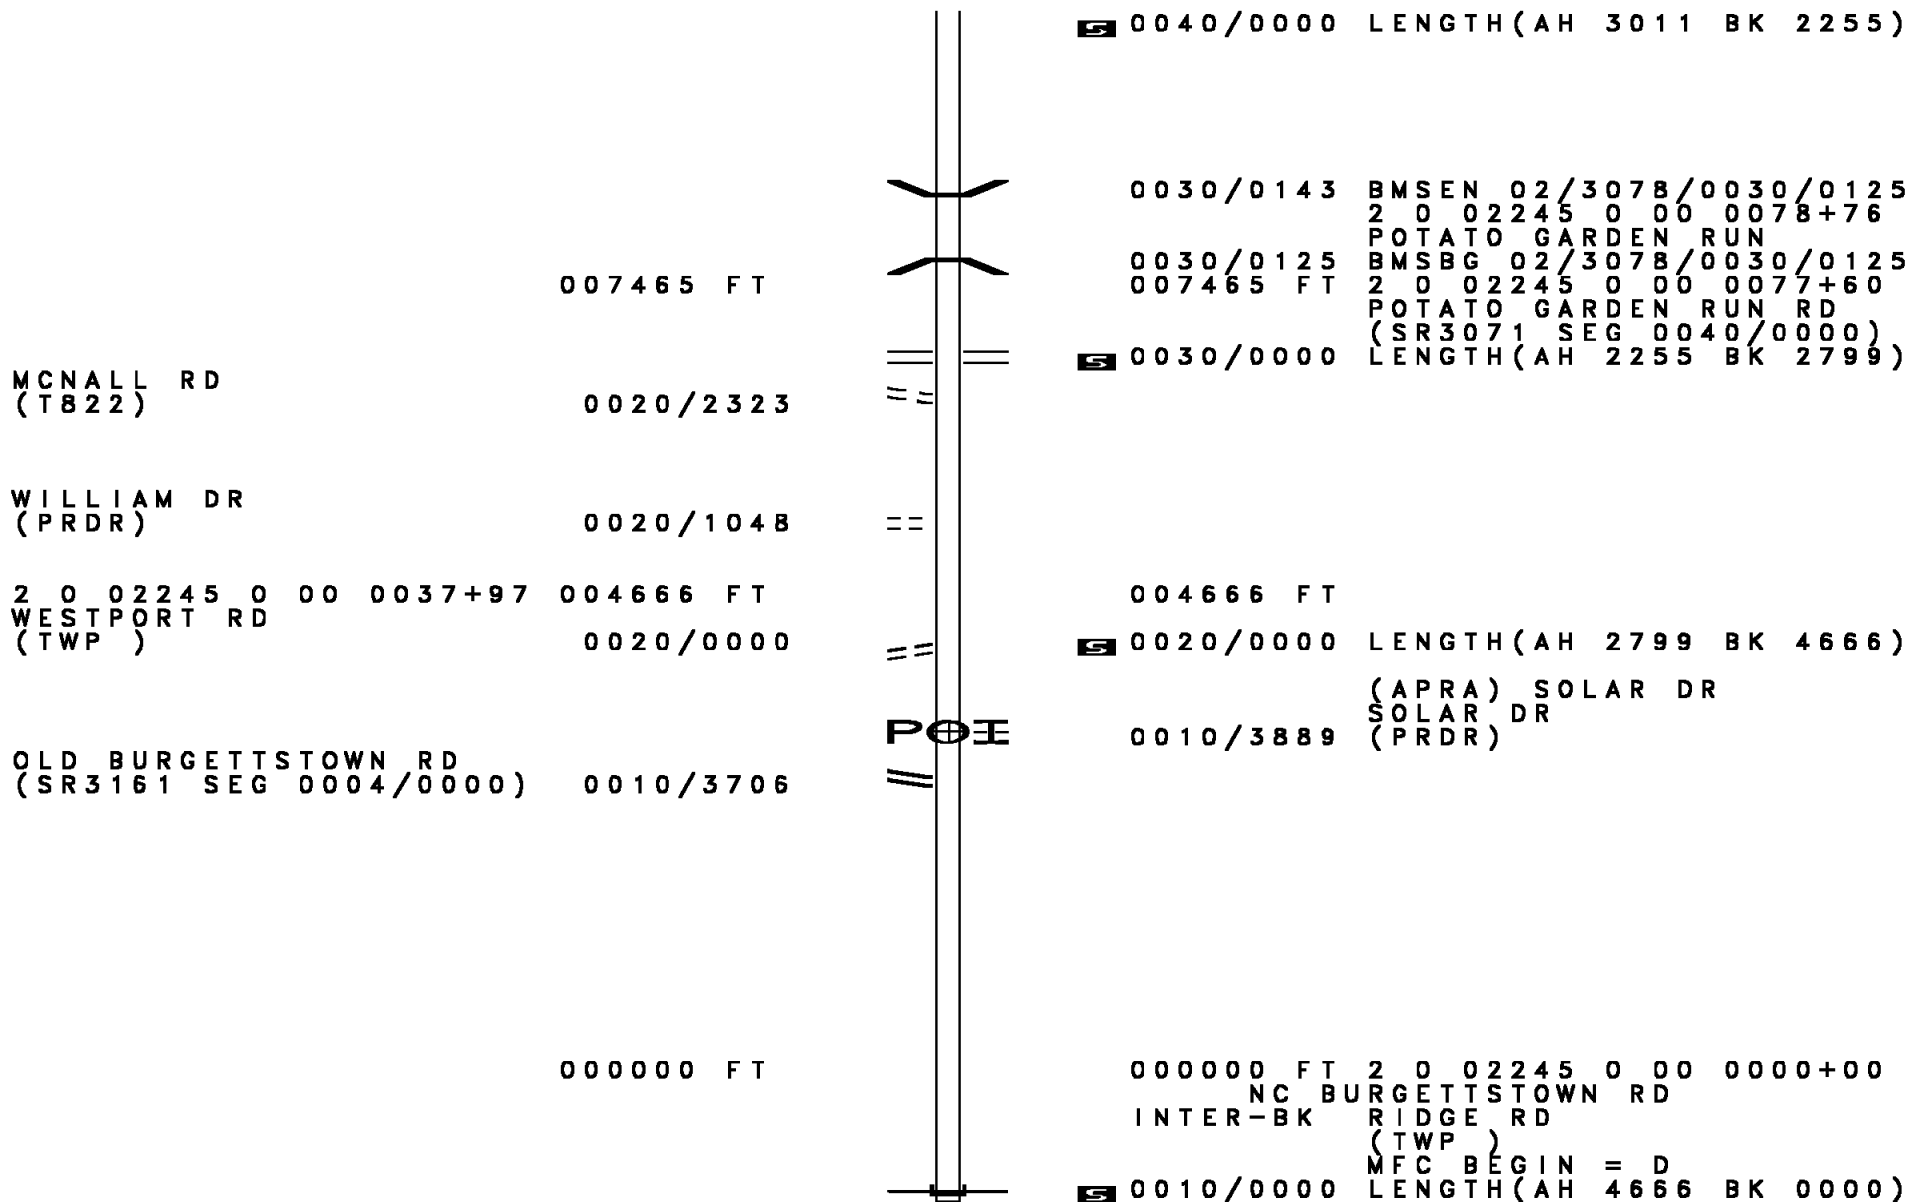 S 0040/0000 LENGTH(AH 3011 BK 2255)
0030/0143 BMSEN 02/3078/0030/0125
2 0 02245 0 00 0078+76
POTATO GARDEN RUN
0030/0125 BMSBG 02/3078/0030/0125
007465 FT 007465 FT 2 0 02245 0 00 0077+60
POTATO GARDEN RUN RD
(SR3071 SEG 0040/0000)
S 0030/0000 LENGTH(AH 2255 BK 2799)
MCNALL RD
(T822) 0020/2323
WILLIAM DR
(PRDR) 0020/1048
2 0 02245 0 00 0037+97 004666 FT 004666 FT
WESTPORT RD
(TWP ) 0020/0000 S 0020/0000 LENGTH(AH 2799 BK 4666)
(APRA) SOLAR DR
SOLAR DR
POI 0010/3889 (PRDR)
OLD BURGETTSTOWN RD
(SR3161 SEG 0004/0000) 0010/3706
000000 FT 000000 FT 2 0 02245 0 00 0000+00
NC BURGETTSTOWN RD
INTER-BK RIDGE RD
(TWP )
MFC BEGIN = D
S 0010/0000 LENGTH(AH 4666 BK 0000)